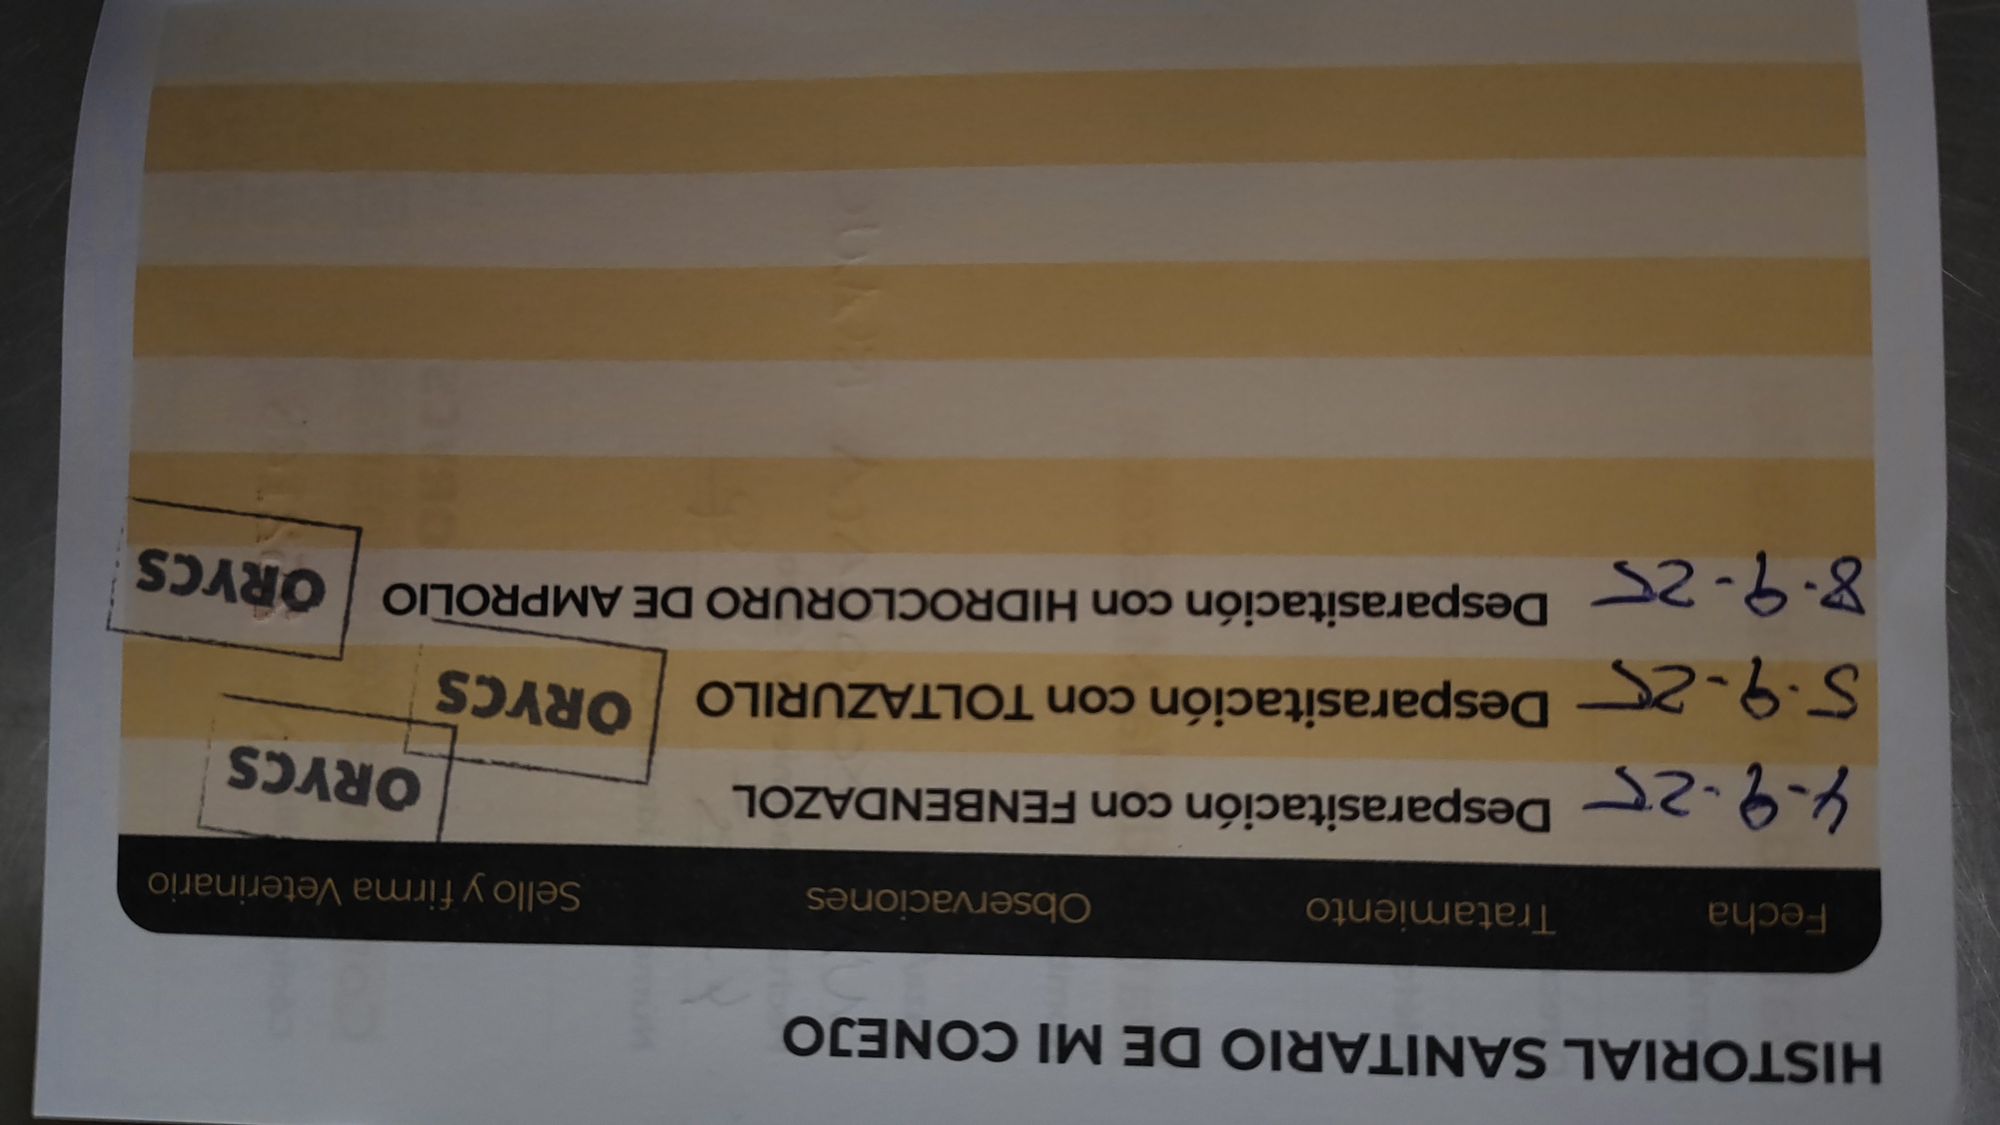 HISTORIAL SANITARIO DE MI CONEJO
Fecha Tratamiento Observaciones Sello y firma Veterinario
4-9-25 Desparasitación con FENBENDAZOL ORYCS
5-9-25 Desparasitación con TOLTAZURILO ORYCS
8-9-25 Desparasitación con HIDROCLORURO DE AMPROLIO ORYCS